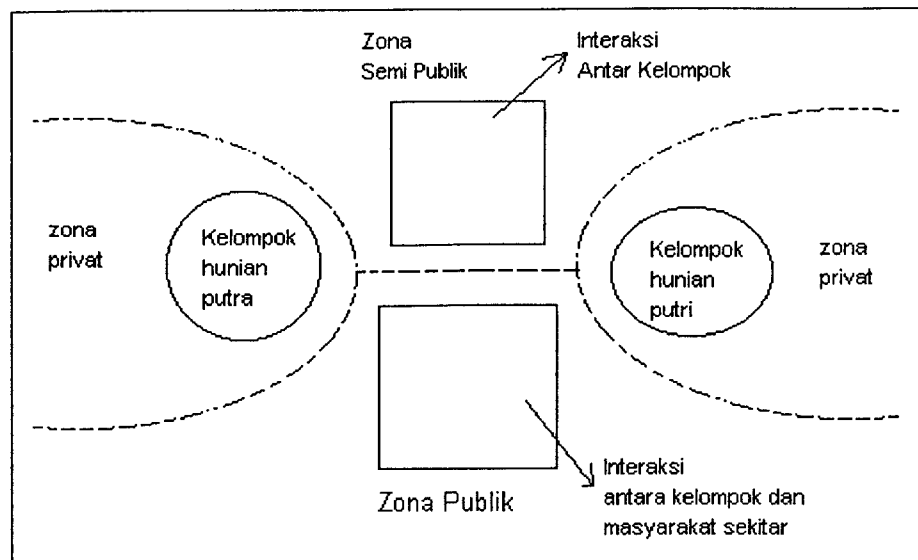 Zona
Semi Publik
Interaksi
Antar Kelompok
zona
privat
Kelompok
hunian
putra
Kelompok
hunian
putri
zona
privat
Interaksi
antara kelompok dan
masyarakat sekitar
Zona Publik